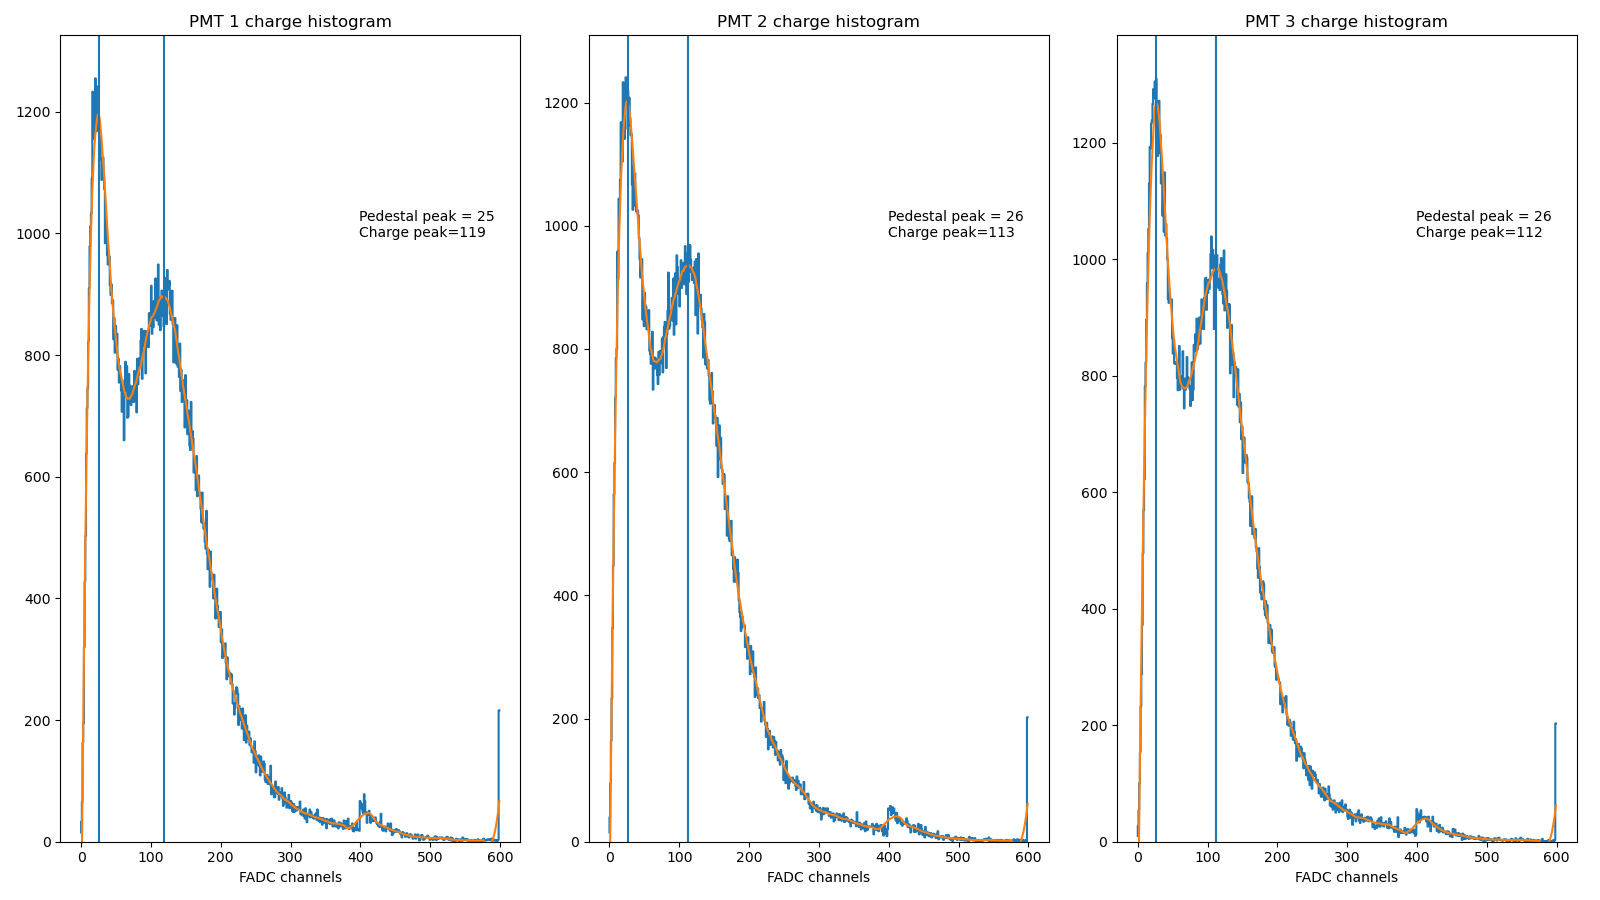 PMT 1 charge histogram
1200
1000
800
600
400
200
0
Pedestal peak = 25
Charge peak=119
0 100 200 300 400 500 600
FADC channels
PMT 2 charge histogram
1200
1000
800
600
400
200
0
Pedestal peak = 26
Charge peak=113
0 100 200 300 400 500 600
FADC channels
PMT 3 charge histogram
1200
1000
800
600
400
200
0
Pedestal peak = 26
Charge peak=112
0 100 200 300 400 500 600
FADC channels